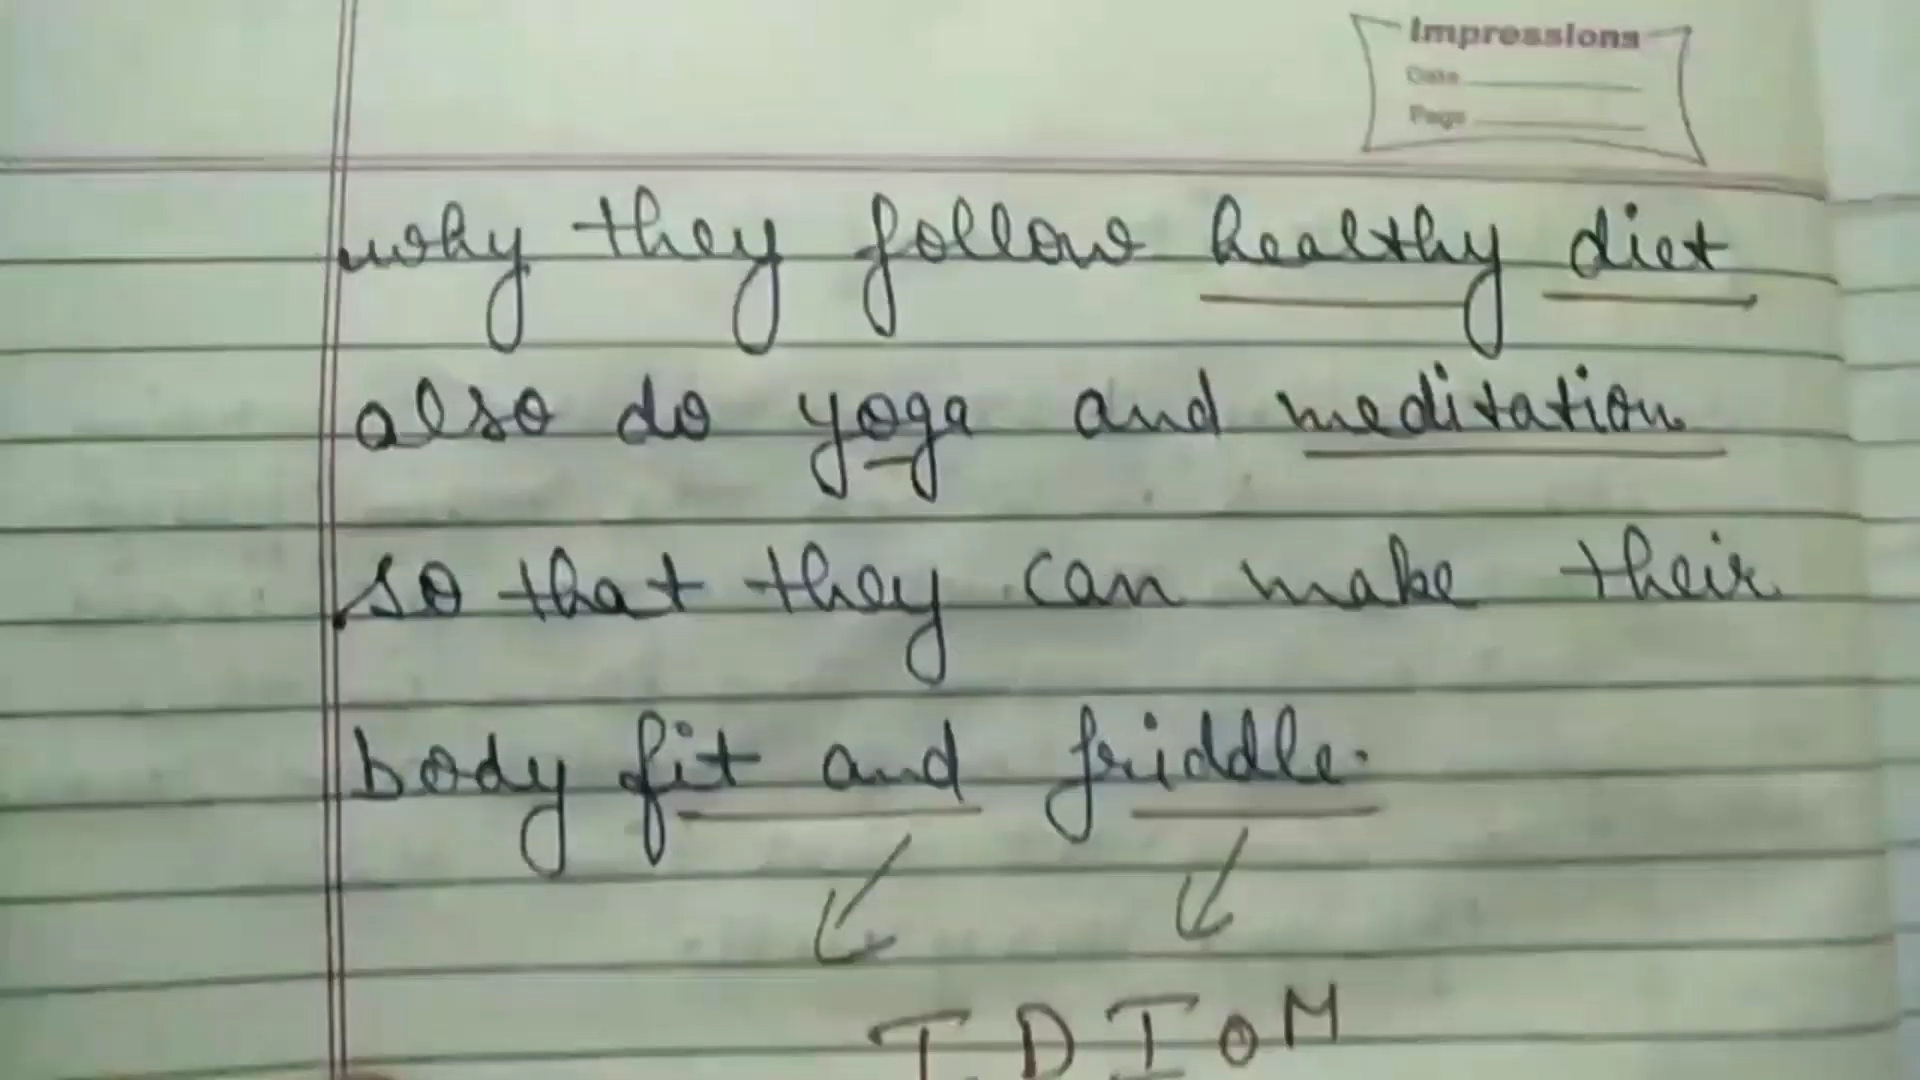 Impressions
Date
Page
why they follow healthy diet
also do yoga and meditation
so that they can make their
body fit and friddle.
IDIOM